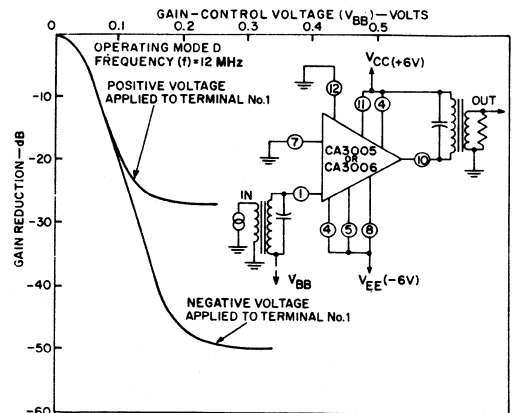 GAIN-CONTROL VOLTAGE (VBB)-VOLTS
0 0.1 0.2 0.3 0.4 0.5
OPERATING MODE D
FREQUENCY (f)=12 MHz
POSITIVE VOLTAGE
APPLIED TO TERMINAL No.1
VCC(+6V)
12
11 4
OUT
7
CA3005
OR
CA3006
10
IN
1
4 5 8
VBB
VEE(-6V)
NEGATIVE VOLTAGE
APPLIED TO TERMINAL No.1
GAIN REDUCTION-dB
-10
-20
-30
-40
-50
-60